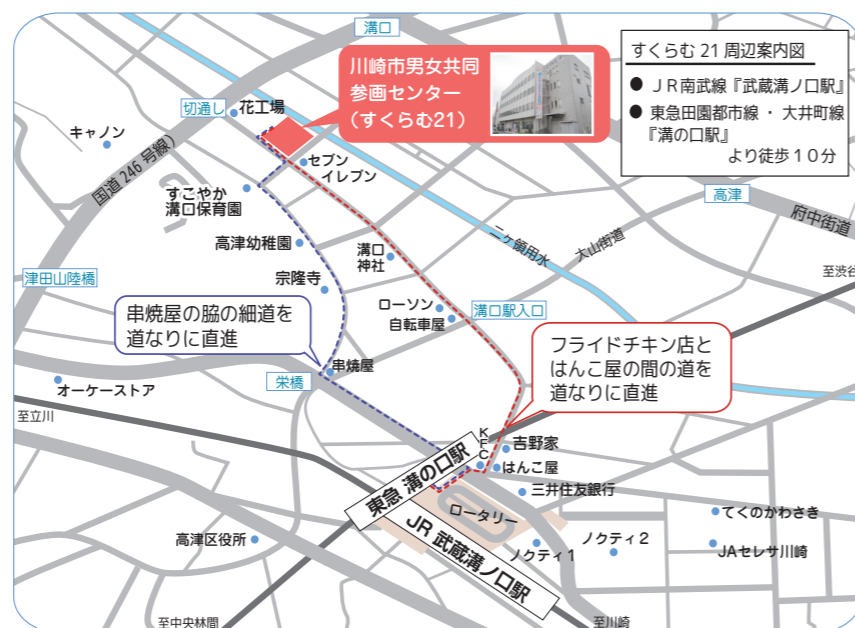 溝口
川崎市男女共同
参画センター
(すくらむ21)
すくらむ 21 周辺案内図
● JR南武線『武蔵溝ノ口駅』
● 東急田園都市線 ・ 大井町線
『溝の口駅』
より徒歩 10 分
切通し
花工場
キャノン
国道 246 号線)
セブン
イレブン
すこやか
溝口保育園
高津
府中街道
二ヶ領用水
大山街道
高津幼稚園
溝口
神社
至渋谷
津田山陸橋
宗隆寺
ローソン
自転車屋
溝口駅入口
串焼屋の脇の細道を
道なりに直進
フライドチキン店と
はんこ屋の間の道を
道なりに直進
串焼屋
栄橋
オーケーストア
至立川
KFC
吉野家
はんこ屋
東急 溝の口駅
三井住友銀行
ロータリー
てくのかわさき
高津区役所
JR 武蔵溝ノ口駅
ノクティ1
ノクティ2
JAセレサ川崎
至中央林間
至川崎